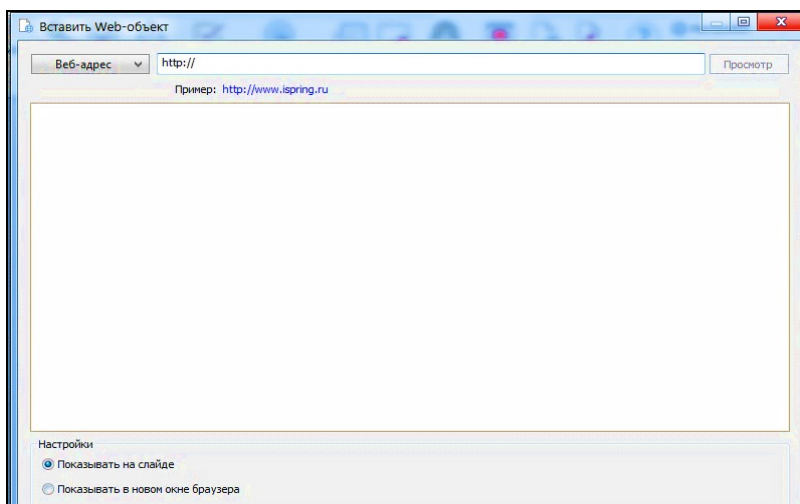 Вставить Web-объект
Веб-адрес http:// Просмотр
Пример: http://www.ispring.ru
Настройки
Показывать на слайде
Показывать в новом окне браузера